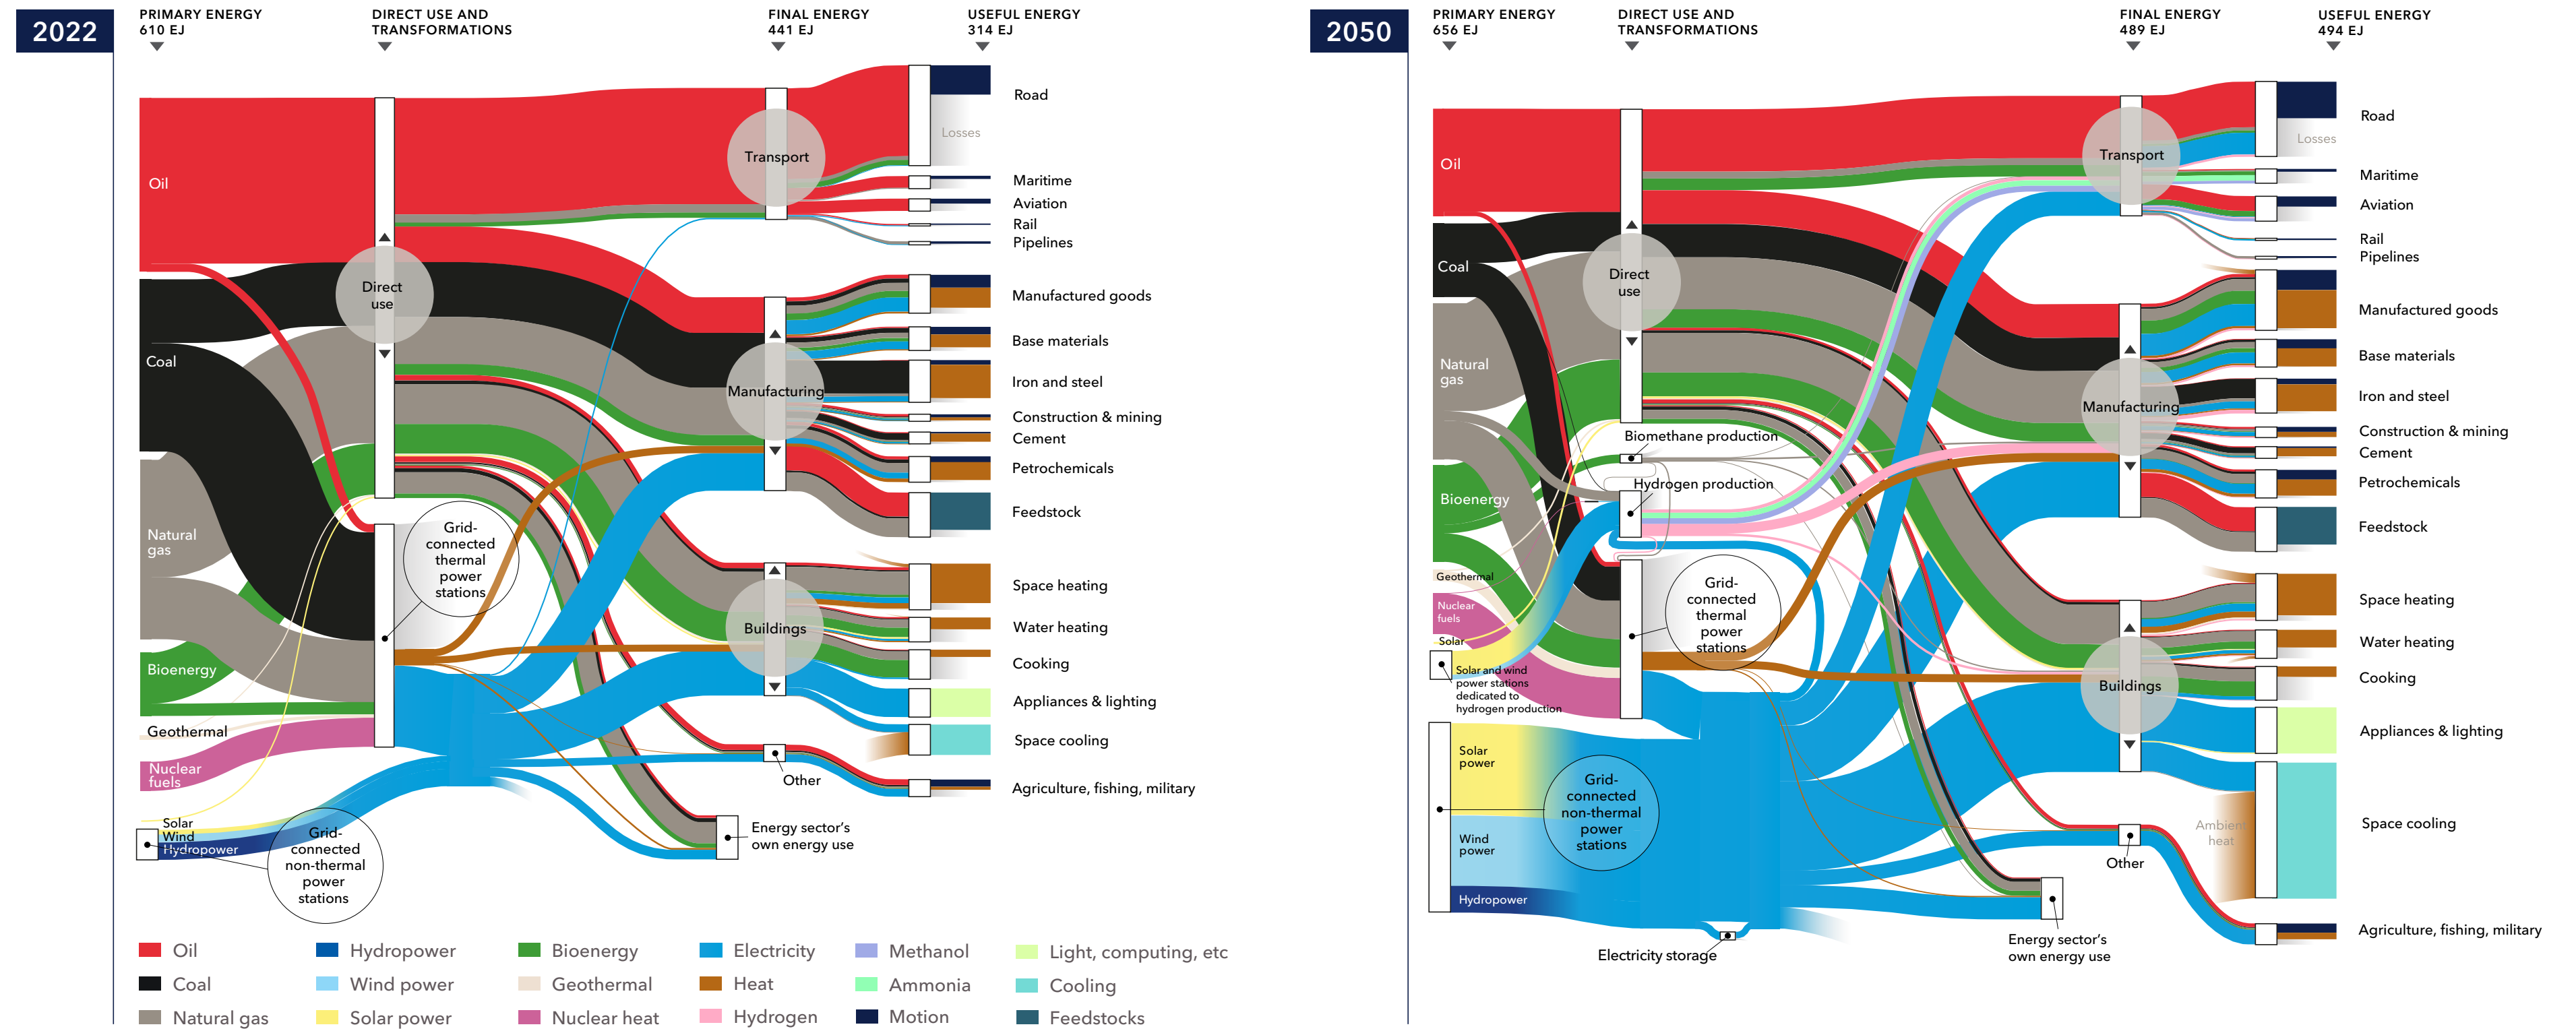 2022
PRIMARY ENERGY
610 EJ
DIRECT USE AND
TRANSFORMATIONS
FINAL ENERGY
441 EJ
USEFUL ENERGY
314 EJ
Oil
Coal
Natural
gas
Bioenergy
Geothermal
Nuclear
fuels
Solar
Wind
Hydropower
Direct
use
Grid-
connected
thermal
power
stations
Grid-
connected
non-thermal
power
stations
Transport
Manufacturing
Buildings
Other
Energy sector's
own energy use
Road
Losses
Maritime
Aviation
Rail
Pipelines
Manufactured goods
Base materials
Iron and steel
Construction & mining
Cement
Petrochemicals
Feedstock
Space heating
Water heating
Cooking
Appliances & lighting
Space cooling
Agriculture, fishing, military
Oil
Coal
Natural gas
Hydropower
Wind power
Solar power
Bioenergy
Geothermal
Nuclear heat
Electricity
Heat
Hydrogen
Methanol
Ammonia
Motion
Light, computing, etc
Cooling
Feedstocks
2050
PRIMARY ENERGY
656 EJ
DIRECT USE AND
TRANSFORMATIONS
FINAL ENERGY
489 EJ
USEFUL ENERGY
494 EJ
Oil
Coal
Natural
gas
Bioenergy
Geothermal
Nuclear
fuels
Solar
Solar and wind
power stations
dedicated to
hydrogen production
Solar
power
Wind
power
Hydropower
Direct
use
Biomethane production
Hydrogen production
Grid-
connected
thermal
power
stations
Grid-
connected
non-thermal
power
stations
Electricity storage
Transport
Manufacturing
Buildings
Other
Energy sector's
own energy use
Road
Losses
Maritime
Aviation
Rail
Pipelines
Manufactured goods
Base materials
Iron and steel
Construction & mining
Cement
Petrochemicals
Feedstock
Space heating
Water heating
Cooking
Appliances & lighting
Ambient
heat
Space cooling
Agriculture, fishing, military